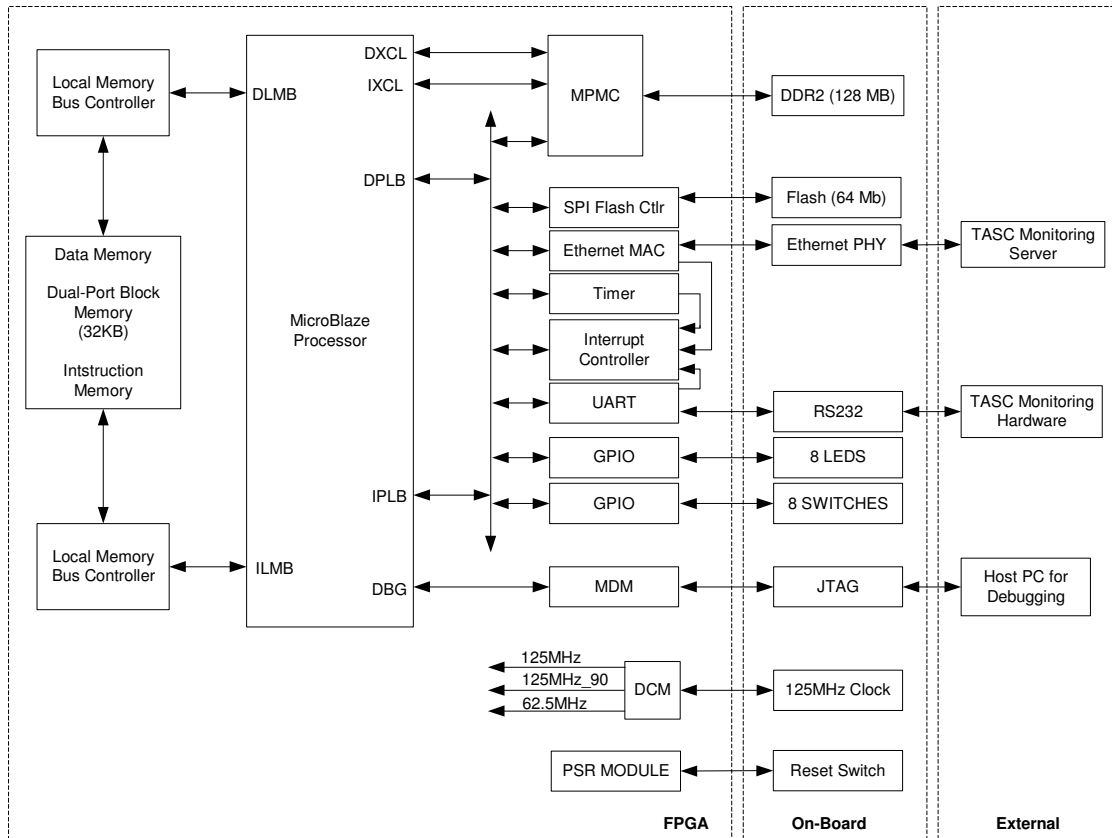 Local Memory
Bus Controller
Data Memory
Dual-Port Block
Memory
(32KB)
Intstruction
Memory
Local Memory
Bus Controller
DLMB
MicroBlaze
Processor
ILMB
DXCL
IXCL
DPLB
IPLB
DBG
MPMC
SPI Flash Ctlr
Ethernet MAC
Timer
Interrupt
Controller
UART
GPIO
GPIO
MDM
125MHz
125MHz_90
62.5MHz
DCM
PSR MODULE
FPGA
DDR2 (128 MB)
Flash (64 Mb)
Ethernet PHY
RS232
8 LEDS
8 SWITCHES
JTAG
125MHz Clock
Reset Switch
On-Board
TASC Monitoring
Server
TASC Monitoring
Hardware
Host PC for
Debugging
External